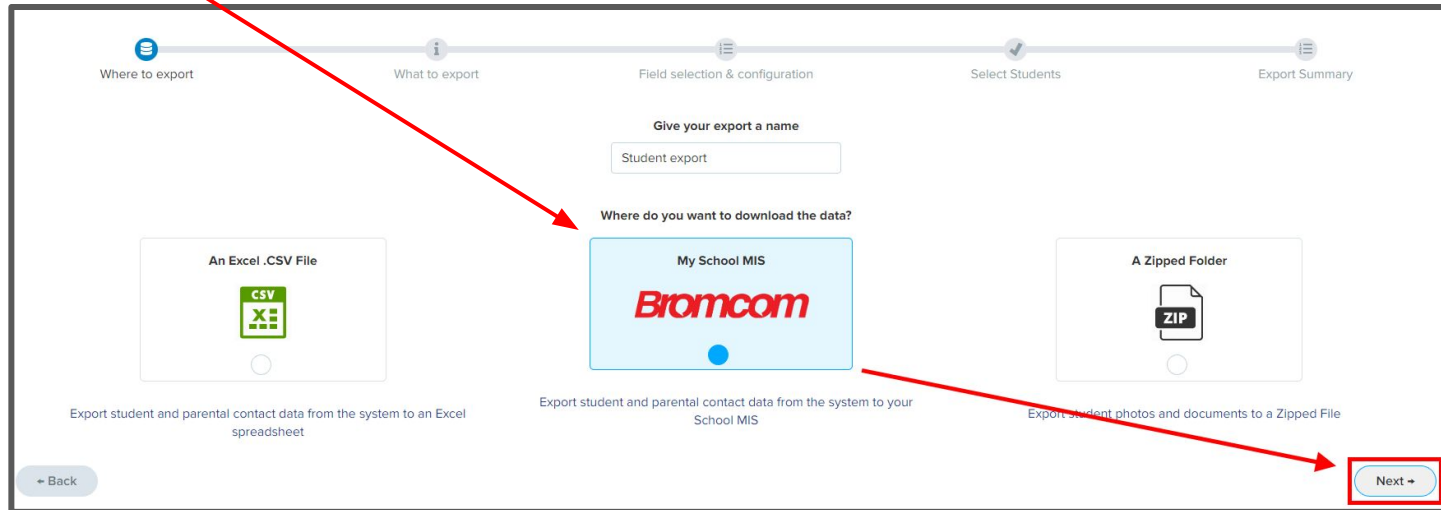 Where to export
What to export
Field selection & configuration
Select Students
Export Summary
Give your export a name
Student export
Where do you want to download the data?
An Excel .CSV File
CSV
X
My School MIS
Bromcom
A Zipped Folder
ZIP
Export student and parental contact data from the system to an Excel
spreadsheet
Export student and parental contact data from the system to your
School MIS
Export student photos and documents to a Zipped File
← Back
Next →